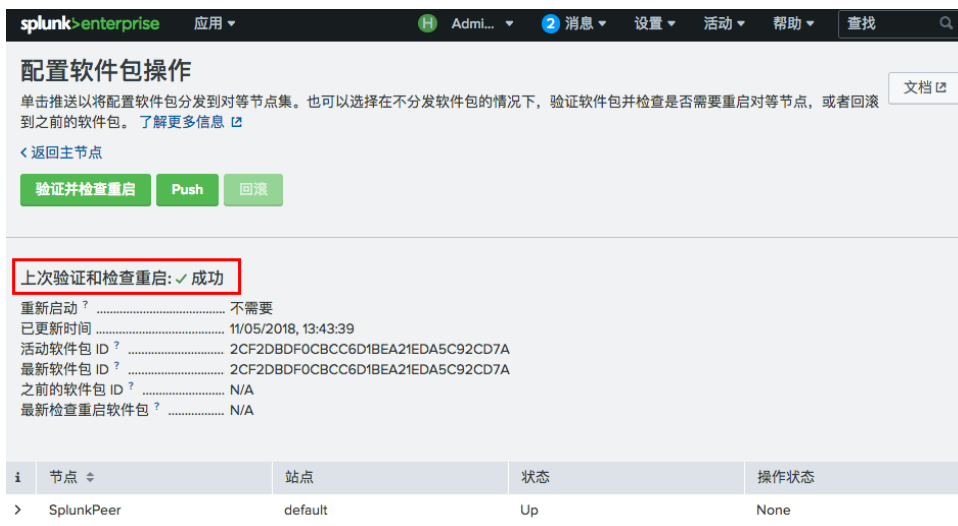 splunk>enterprise 应用 H Admi... 2 消息 设置 活动 帮助 查找
配置软件包操作
文档
单击推送以将配置软件包分发到对等节点集。也可以选择在不分发软件包的情况下，验证软件包并检查是否需要重启对等节点，或者回滚
到之前的软件包。 了解更多信息
返回主节点
验证并检查重启 Push 回滚
上次验证和检查重启: ✓ 成功
重新启动 ? ........................................ 不需要
已更新时间 ........................................ 11/05/2018, 13:43:39
活动软件包 ID ? .............................. 2CF2DBDF0CBCC6D1BEA21EDA5C92CD7A
最新软件包 ID ? .............................. 2CF2DBDF0CBCC6D1BEA21EDA5C92CD7A
之前的软件包 ID ? .......................... N/A
最新检查重启软件包 ? .................. N/A
i 节点 站点 状态 操作状态
> SplunkPeer default Up None